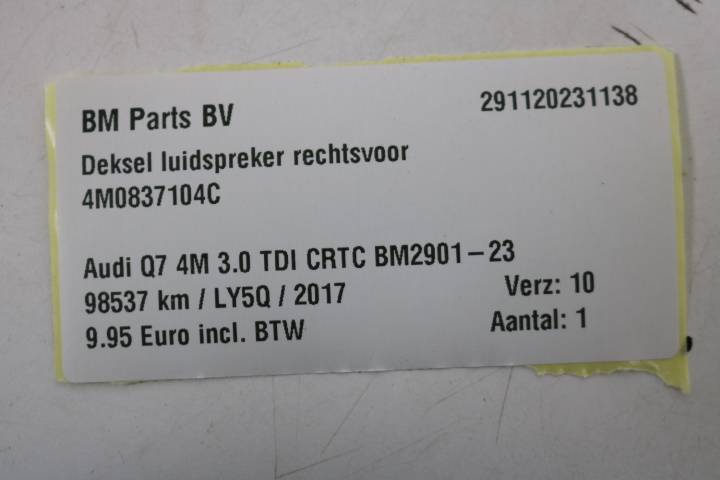 BM Parts BV
291120231138
Deksel luidspreker rechtsvoor
4M0837104C
Audi Q7 4M 3.0 TDI CRTC BM2901-23
98537 km / LY5Q / 2017
Verz: 10
9.95 Euro incl. BTW
Aantal: 1